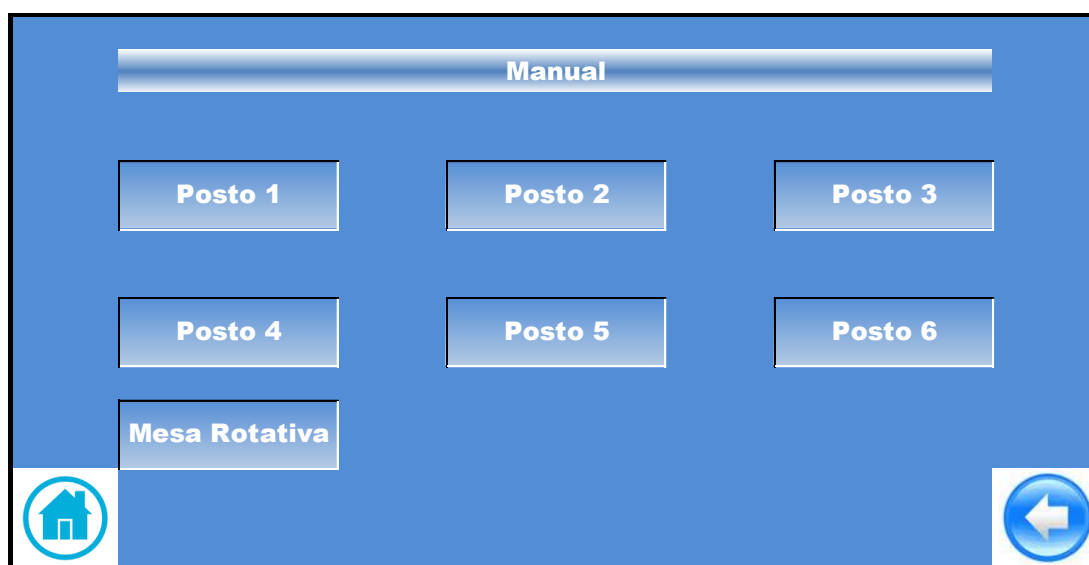 Manual
Posto 1
Posto 2
Posto 3
Posto 4
Posto 5
Posto 6
Mesa Rotativa